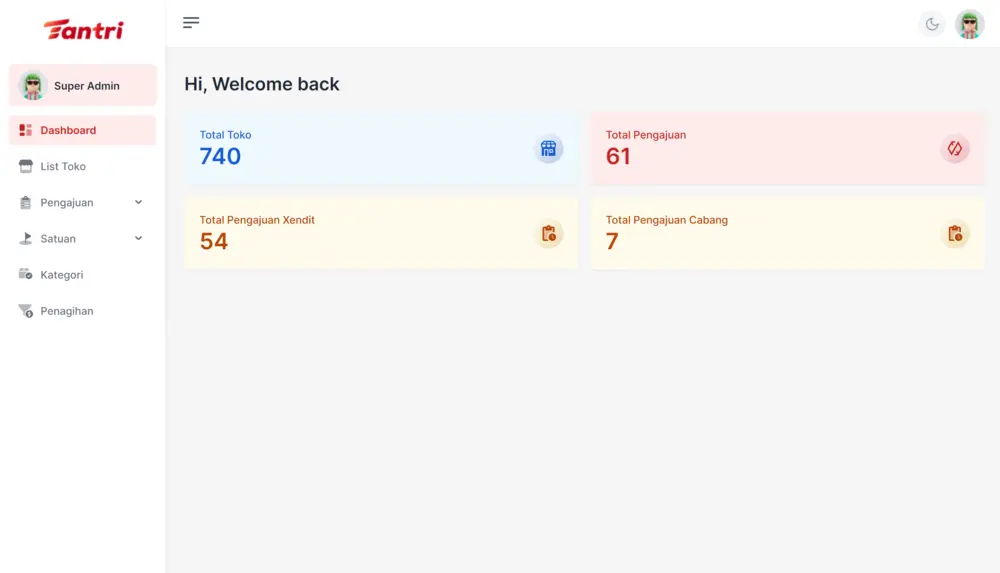 Fantri
Super Admin
Dashboard
List Toko
Pengajuan
Satuan
Kategori
Penagihan
Hi, Welcome back
Total Toko
740
Total Pengajuan
61
Total Pengajuan Xendit
54
Total Pengajuan Cabang
7